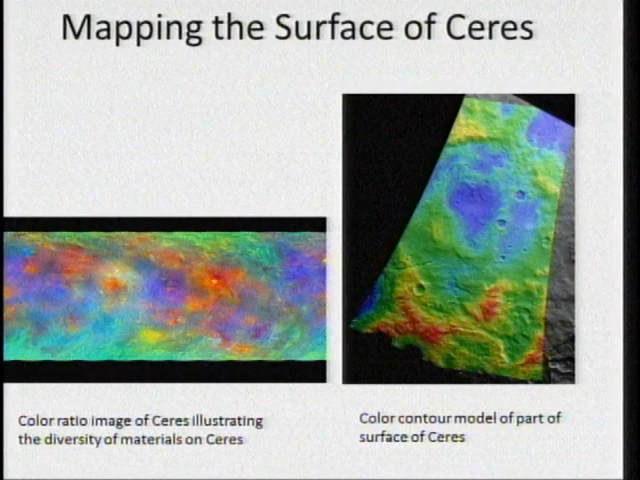 Mapping the Surface of Ceres
Color ratio image of Ceres illustrating
the diversity of materials on Ceres
Color contour model of part of
surface of Ceres